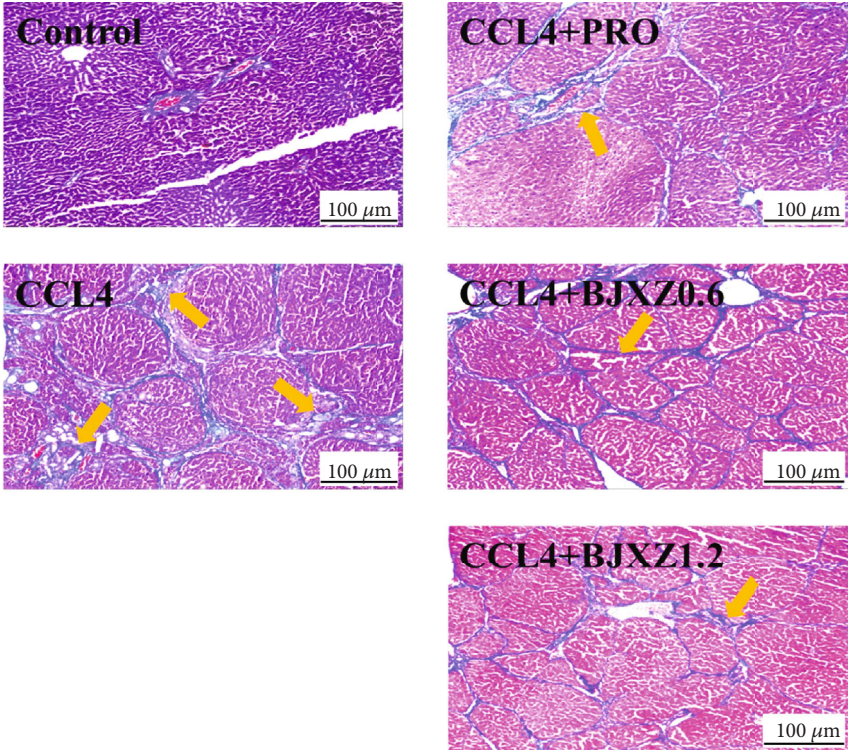 Control
100 μm
CCL4+PRO
100 μm
CCL4
100 μm
CCL4+BJXZ0.6
100 μm
CCL4+BJXZ1.2
100 μm